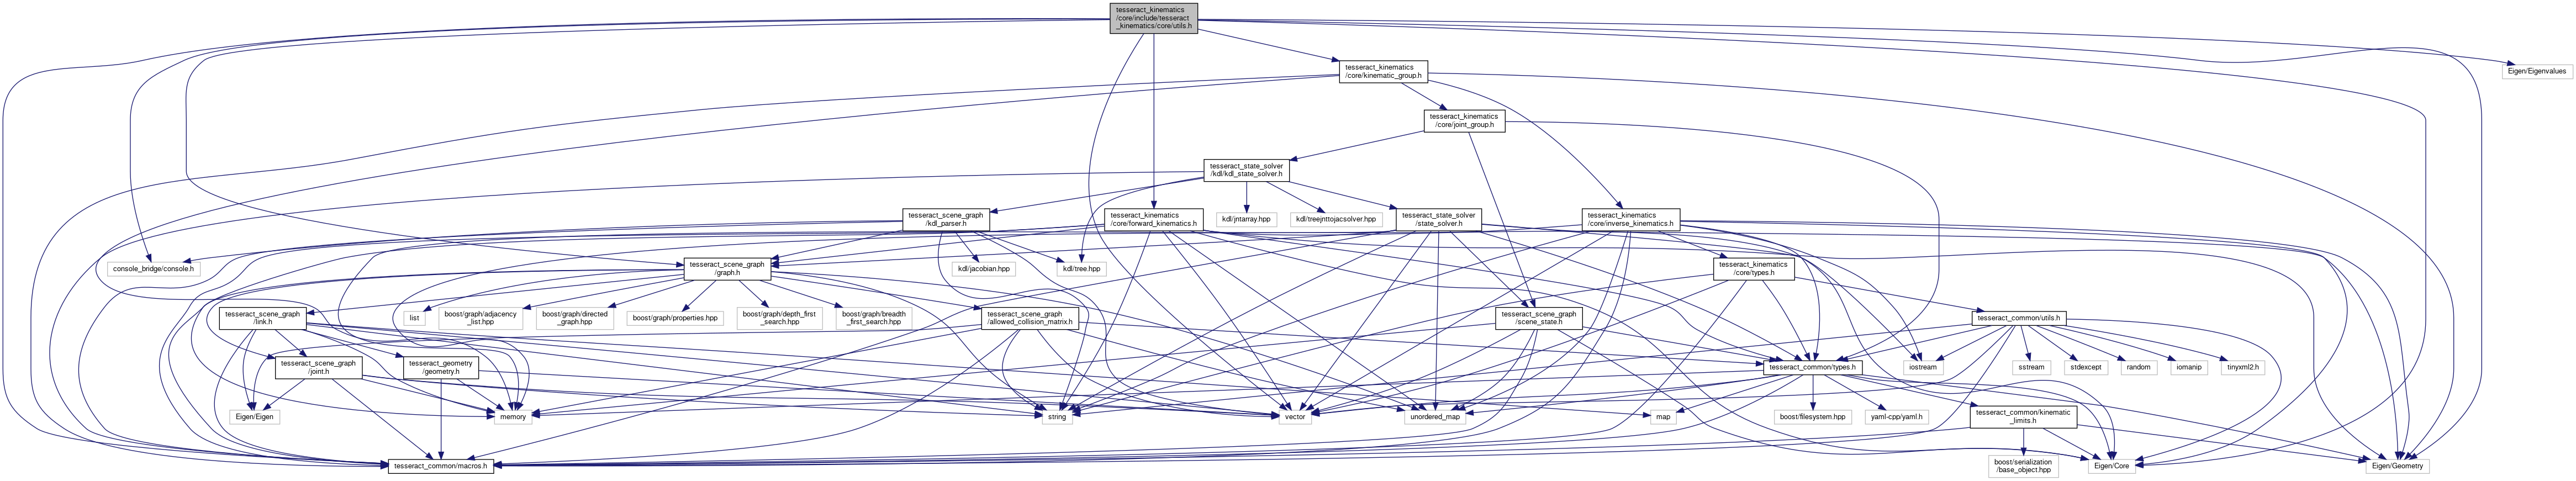 tesseract_kinematics
/core/include/tesseract
_kinematics/core/utils.h
tesseract_kinematics
/core/kinematic_group.h
Eigen/Eigenvalues
tesseract_kinematics
/core/joint_group.h
tesseract_state_solver
/kdl/kdl_state_solver.h
tesseract_scene_graph
/kdl_parser.h
tesseract_kinematics
/core/forward_kinematics.h
kdl/jntarray.hpp
kdl/treejnttojacsolver.hpp
tesseract_state_solver
/state_solver.h
tesseract_kinematics
/core/inverse_kinematics.h
console_bridge/console.h
tesseract_scene_graph
/graph.h
kdl/jacobian.hpp
kdl/tree.hpp
tesseract_kinematics
/core/types.h
tesseract_scene_graph
/link.h
list
boost/graph/adjacency
_list.hpp
boost/graph/directed
_graph.hpp
boost/graph/properties.hpp
boost/graph/depth_first
_search.hpp
boost/graph/breadth
_first_search.hpp
tesseract_scene_graph
/allowed_collision_matrix.h
tesseract_scene_graph
/scene_state.h
tesseract_common/utils.h
tesseract_scene_graph
/joint.h
tesseract_geometry
/geometry.h
tesseract_common/types.h
iostream
sstream
stdexcept
random
iomanip
tinyxml2.h
Eigen/Eigen
memory
string
vector
unordered_map
map
boost/filesystem.hpp
yaml-cpp/yaml.h
tesseract_common/kinematic
_limits.h
tesseract_common/macros.h
boost/serialization
/base_object.hpp
Eigen/Core
Eigen/Geometry